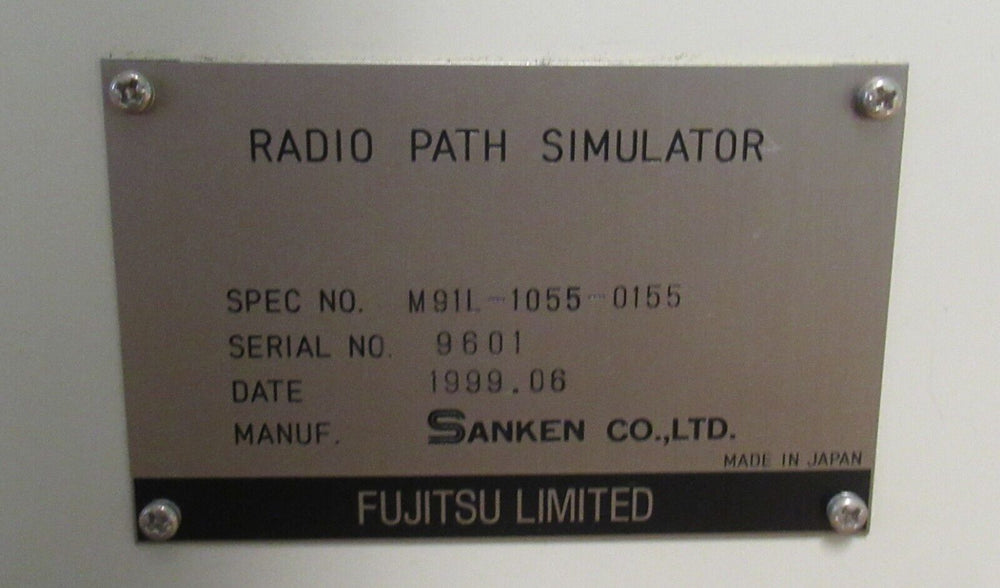 RADIO PATH SIMULATOR
SPEC NO. M91L-1055-0155
SERIAL NO. 9601
DATE 1999.06
MANUF. SANKEN CO.,LTD.
MADE IN JAPAN
FUJITSU LIMITED